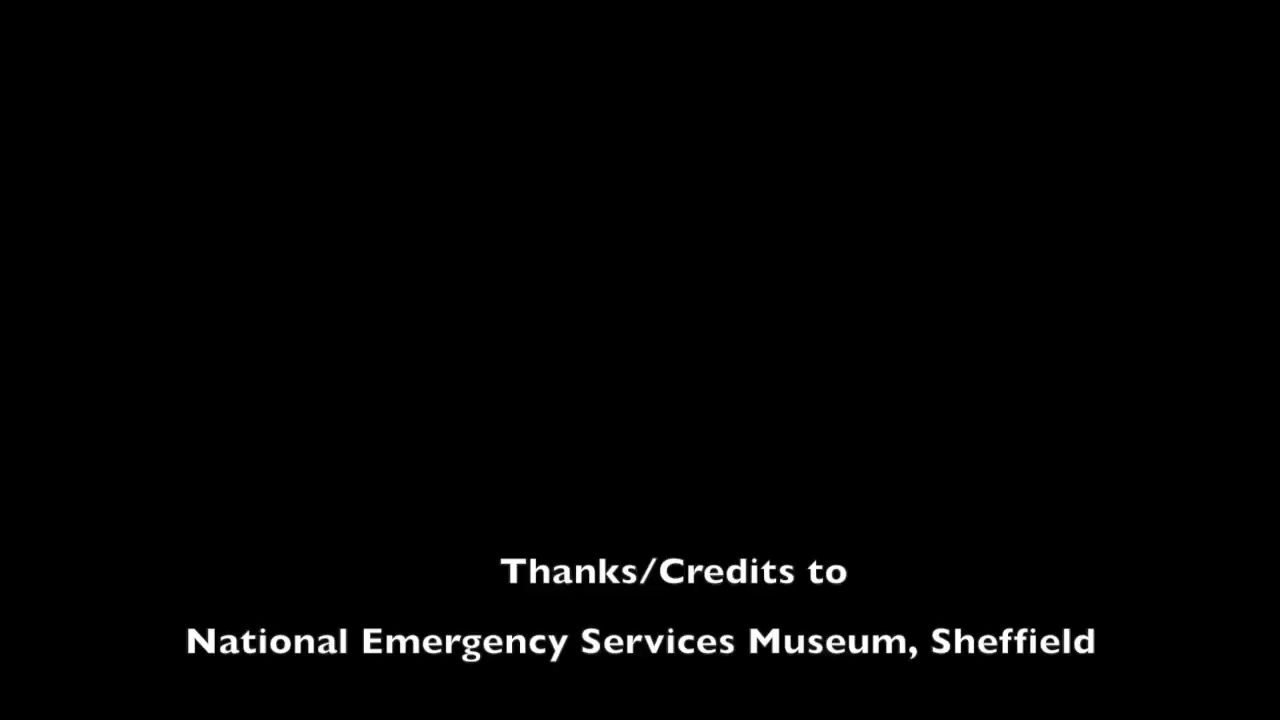 Thanks/Credits to
National Emergency Services Museum, Sheffield